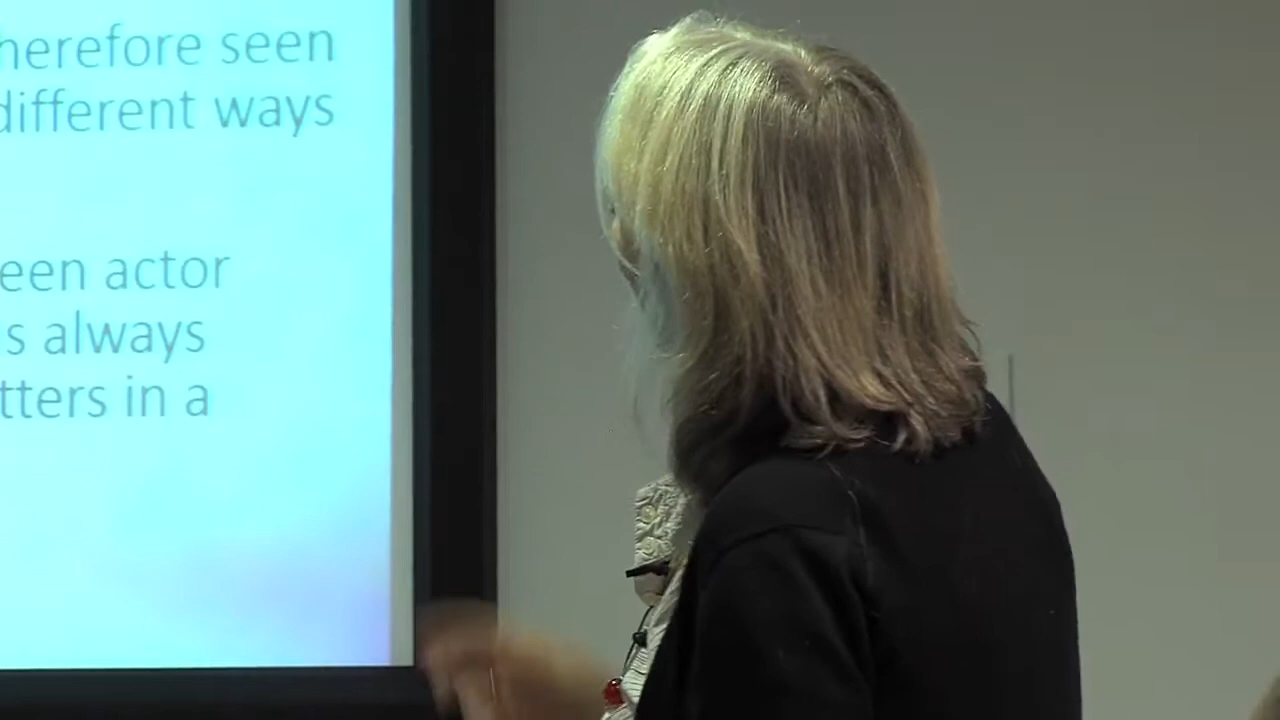 herefore seen
different ways
een actor
s always
tters in a